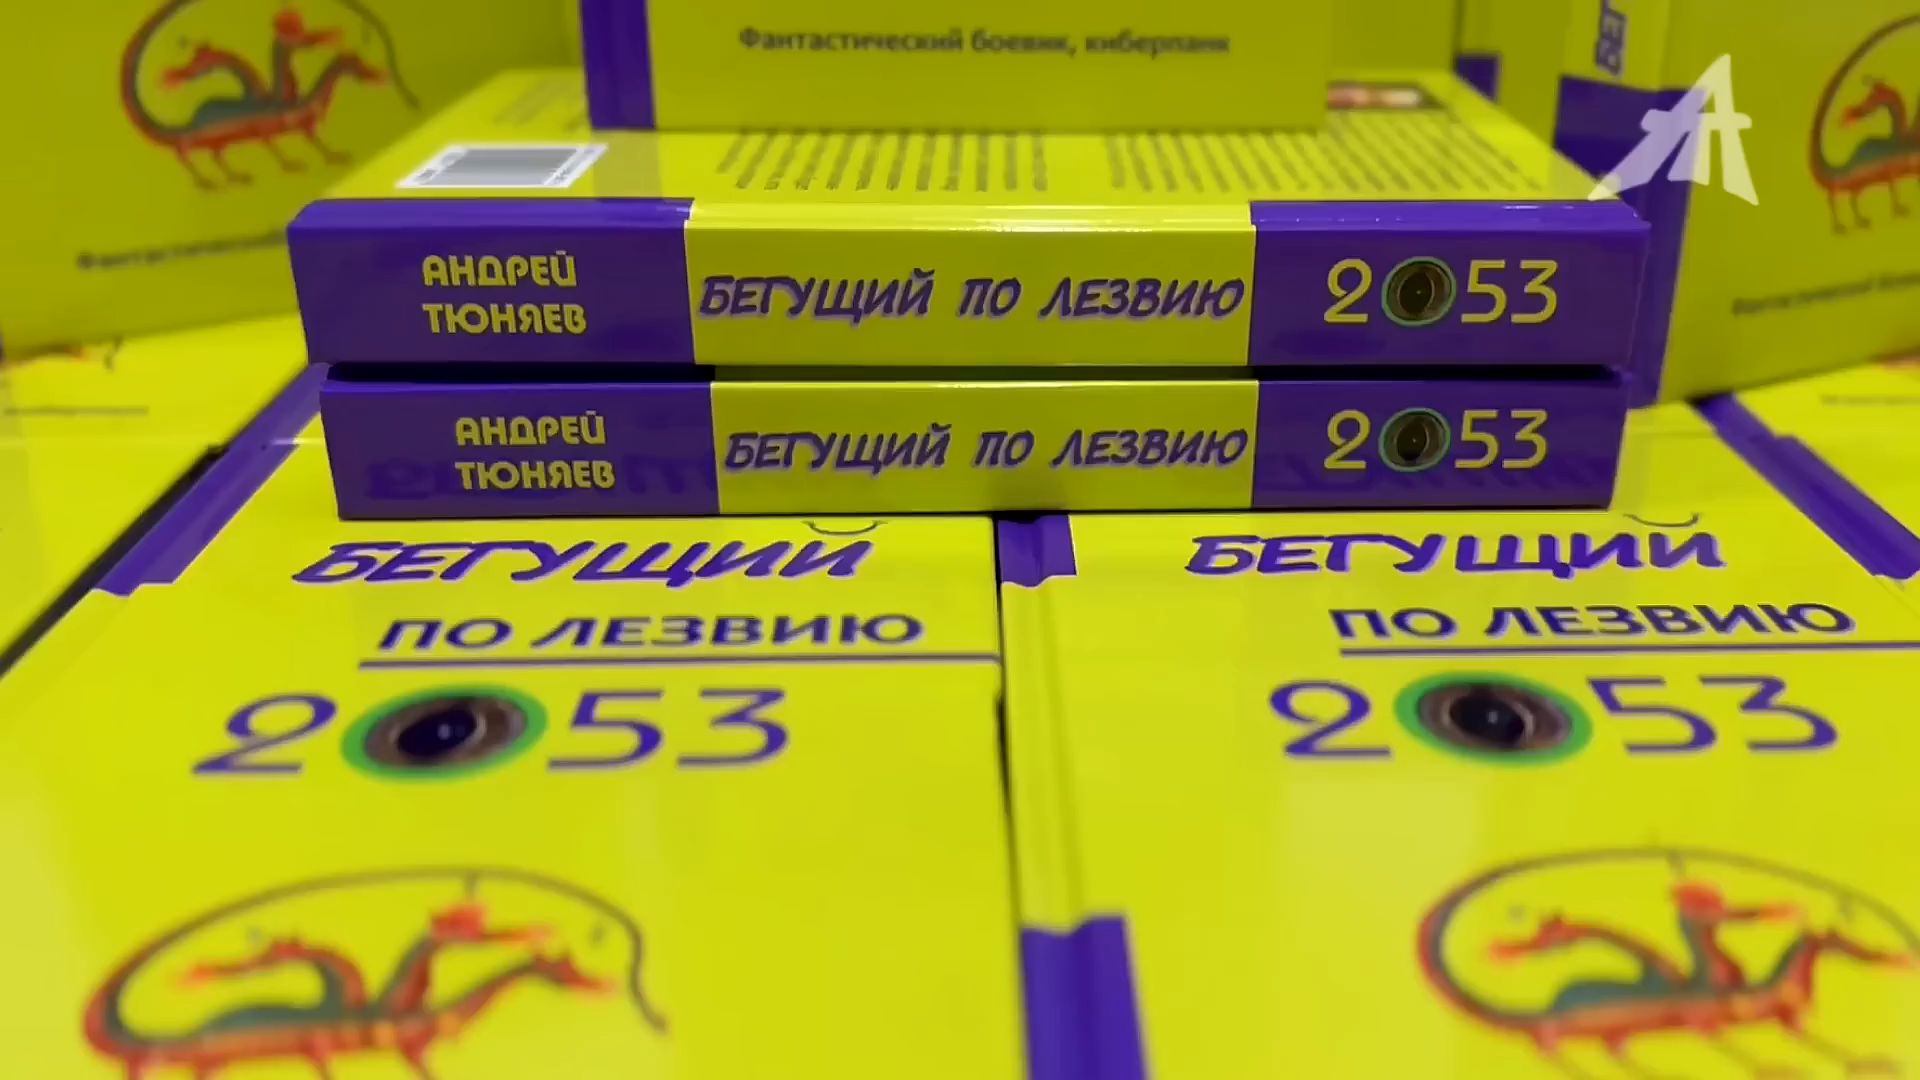 Фантастический боевик, киберпанк
АНДРЕЙ
ТЮНЯЕВ
БЕГУЩИЙ ПО ЛЕЗВИЮ
2053
АНДРЕЙ
ТЮНЯЕВ
БЕГУЩИЙ ПО ЛЕЗВИЮ
2053
БЕГУЩИЙ
ПО ЛЕЗВИЮ
2053
БЕГУЩИЙ
ПО ЛЕЗВИЮ
2053
Фантастический